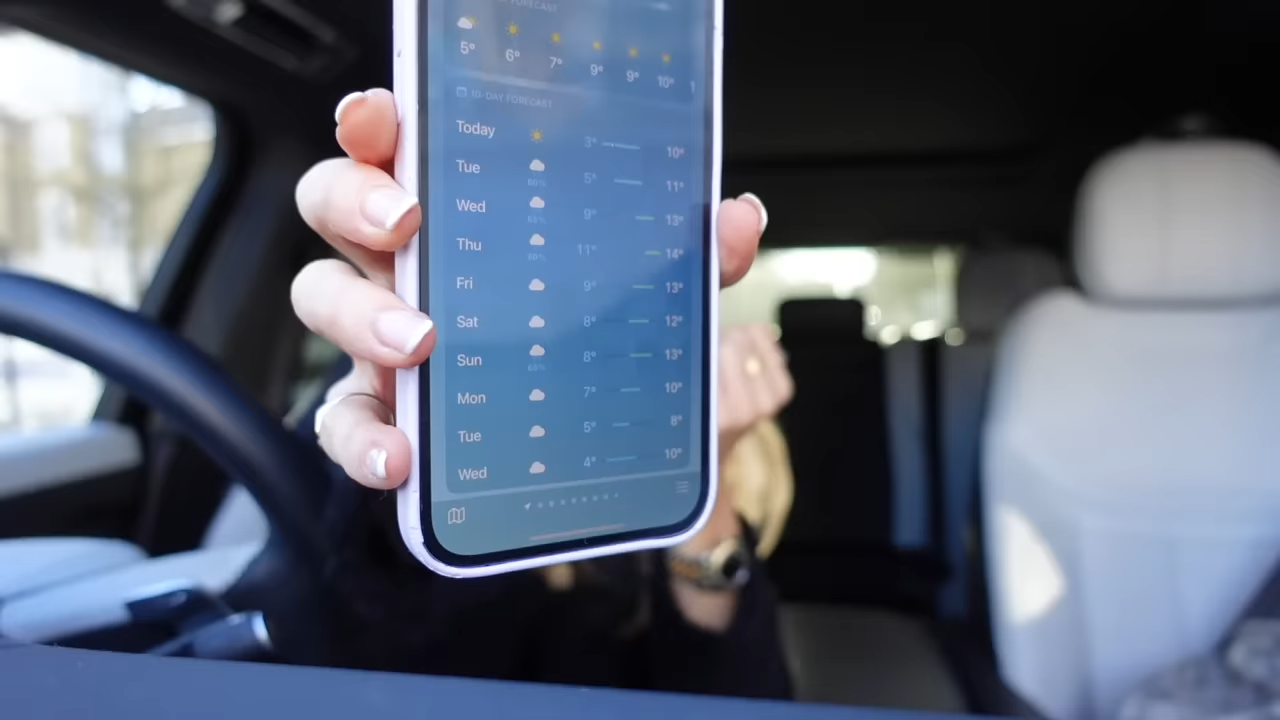 FORECAST
5° 6° 7° 9° 9° 10° 1
10-DAY FORECAST
Today 3° 10°
Tue 5° 11°
Wed 9° 13°
Thu 11° 14°
Fri 9° 13°
Sat 8° 12°
Sun 8° 13°
Mon 7° 10°
Tue 5° 8°
Wed 4° 10°